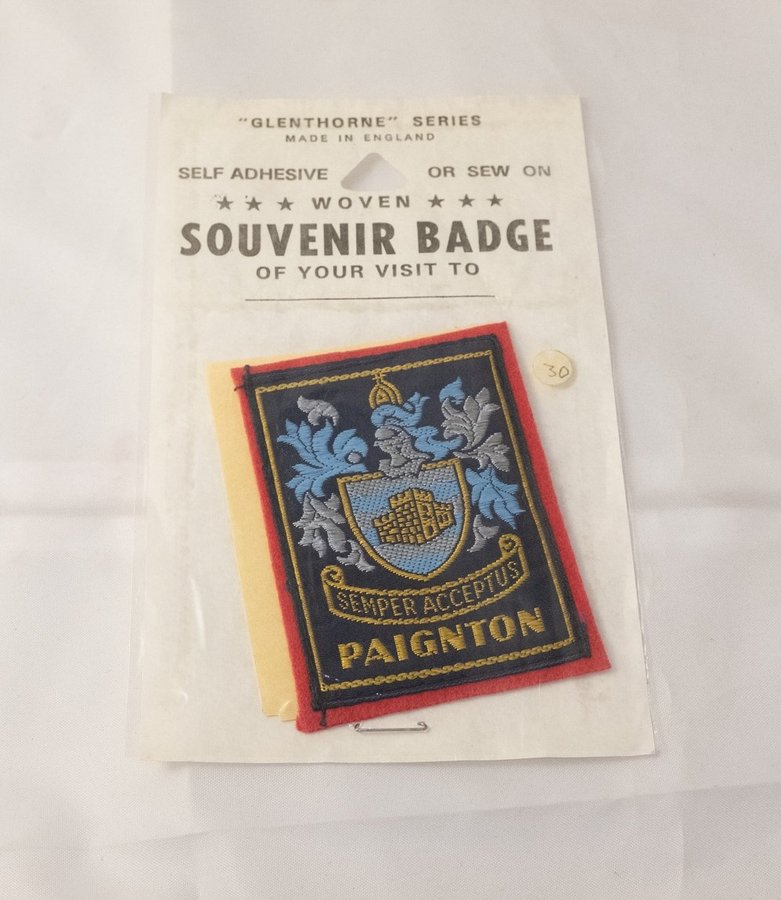 "GLENTHORNE" SERIES
MADE IN ENGLAND
SELF ADHESIVE OR SEW ON
★ ★ ★ WOVEN ★ ★ ★
SOUVENIR BADGE
OF YOUR VISIT TO
30
SEMPER ACCEPTUS
PAIGNTON